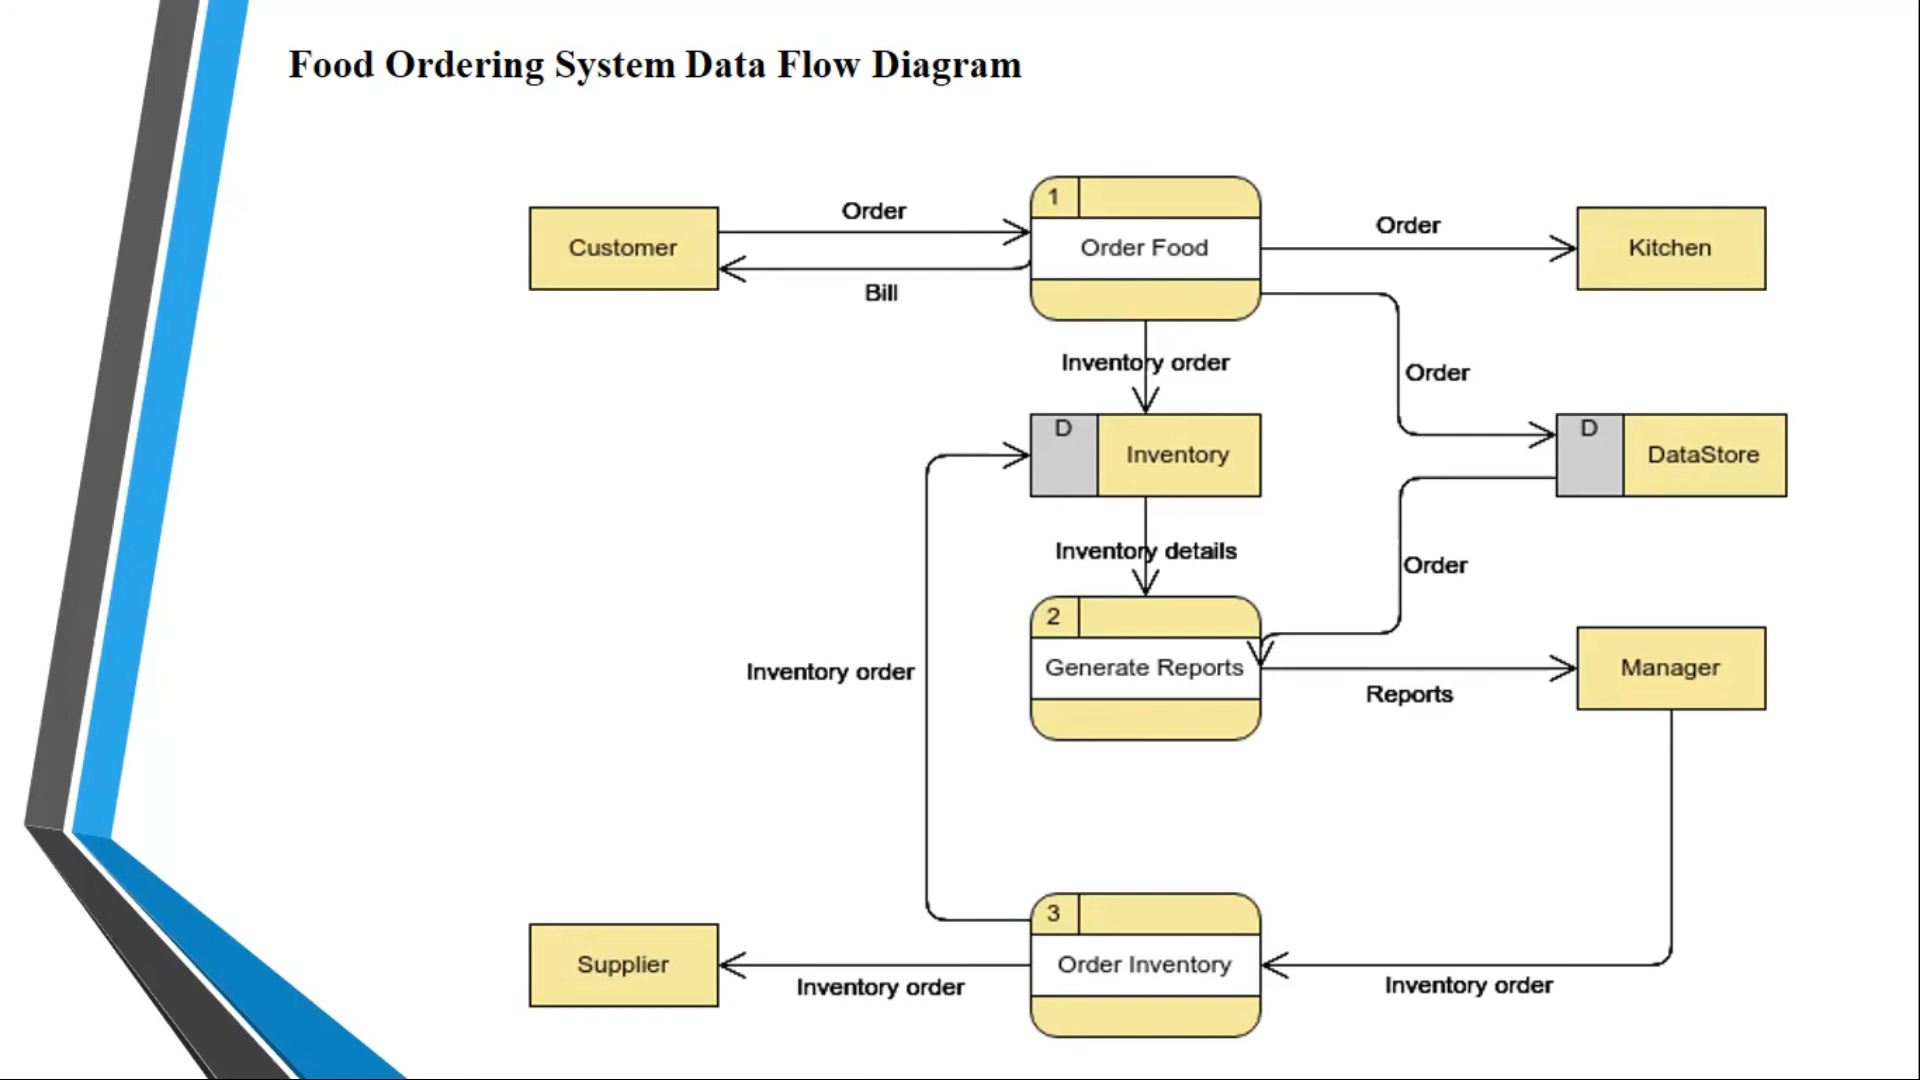 Food Ordering System Data Flow Diagram
1
Order
Order
Customer
Order Food
Kitchen
Bill
Inventory order
Order
D
Inventory
D
DataStore
Inventory details
Order
2
Inventory order
Generate Reports
Manager
Reports
3
Supplier
Order Inventory
Inventory order
Inventory order